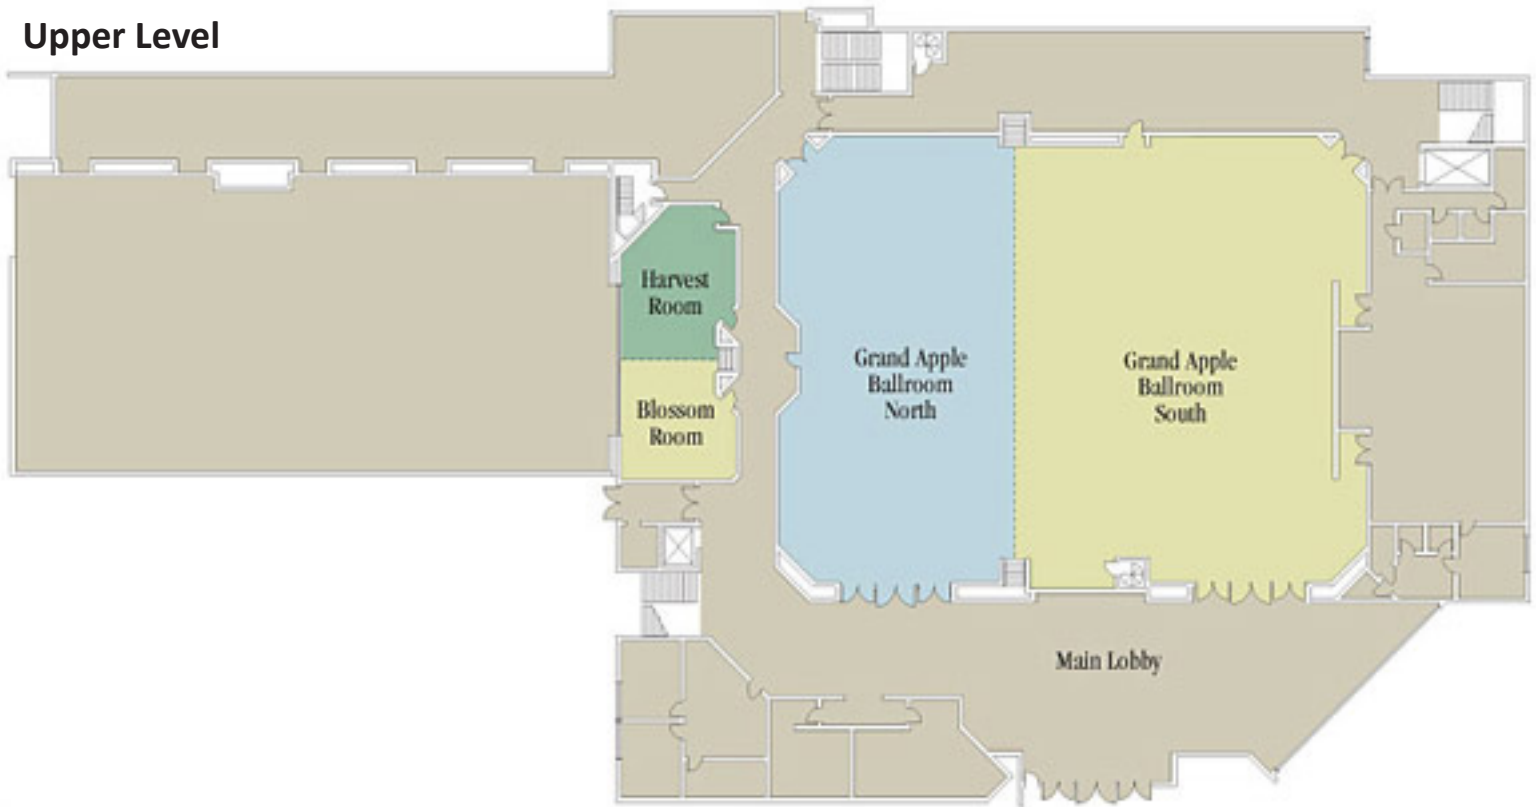 Upper Level
Harvest
Room
Blossom
Room
Grand Apple
Ballroom
North
Grand Apple
Ballroom
South
Main Lobby